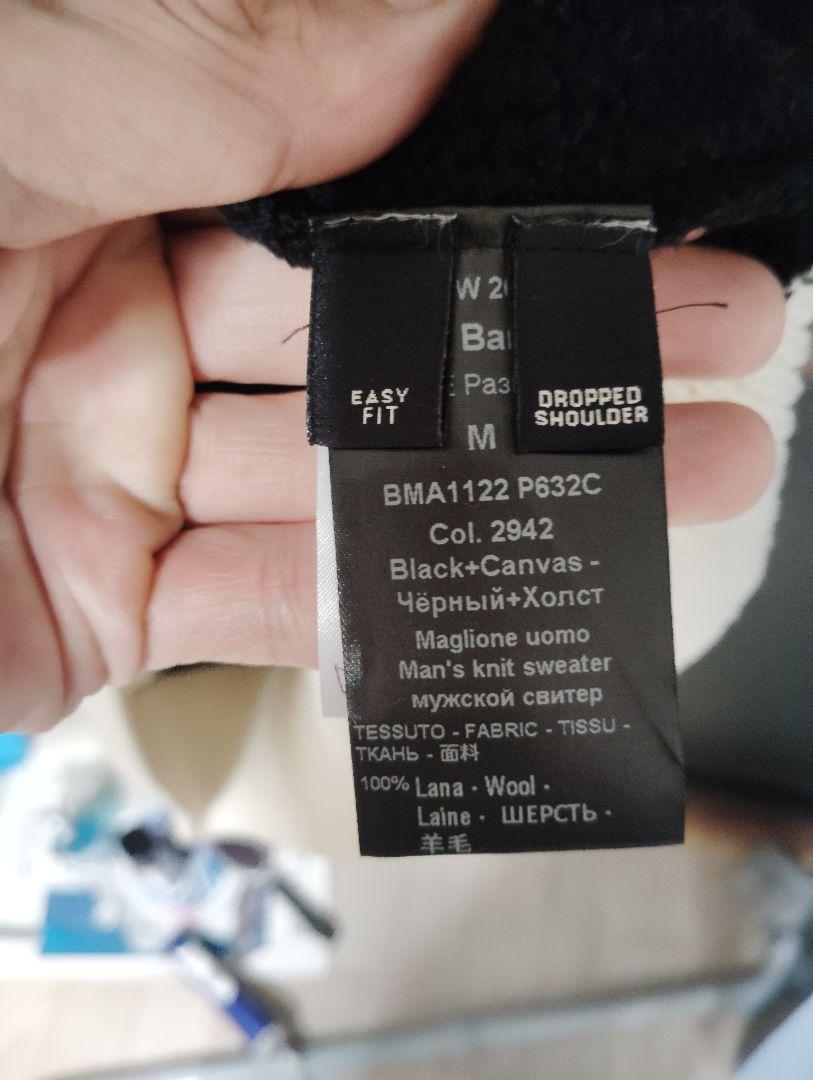 EASY
FIT
DROPPED
SHOULDER
M
BMA1122 P632C
Col. 2942
Black+Canvas -
Чёрный+Холст
Maglione uomo
Man's knit sweater
мужской свитер
TESSUTO - FABRIC - TISSU -
ТКАНЬ - 面料
100% Lana · Wool ·
Laine · ШЕРСТЬ ·
羊毛